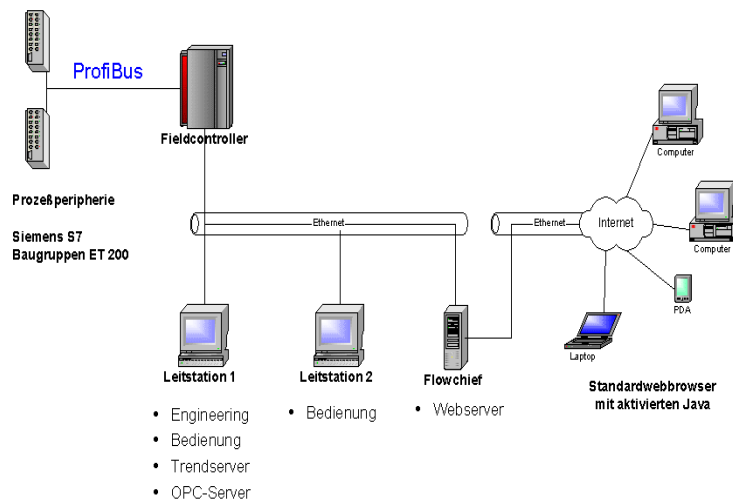 ProfiBus
Fieldcontroller
Prozeßperipherie
Siemens S7
Baugruppen ET 200
Ethernet
Ethernet
Internet
Computer
Computer
PDA
Laptop
Leitstation 1
• Engineering
• Bedienung
• Trendserver
• OPC-Server
Leitstation 2
• Bedienung
Flowchief
• Webserver
Standardwebbrowser
mit aktivierten Java